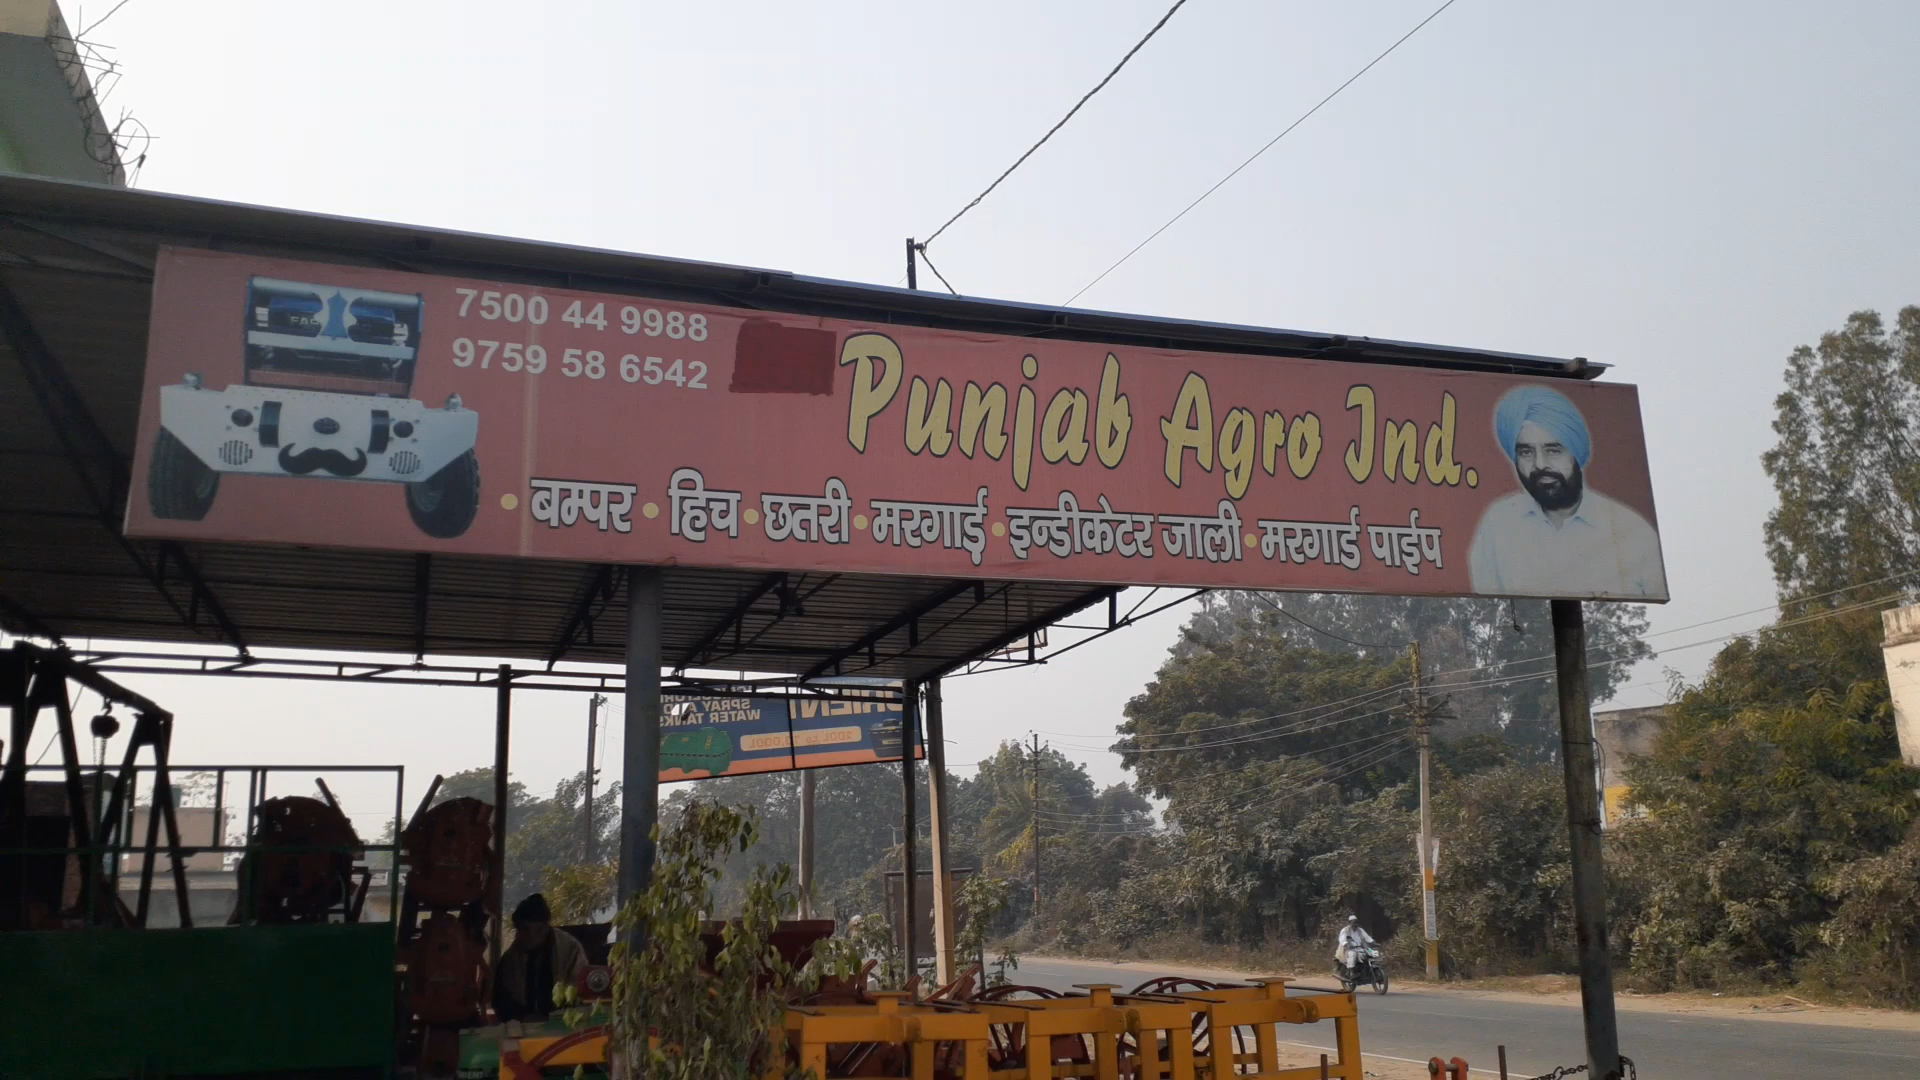 7500 44 9988
9759 58 6542
Punjab Agro Ind.
• बम्पर • हिच • छतरी • मरगाई • इन्डीकेटर जाली • मरगार्ड पाईप
SPRAY
WATER TANKS